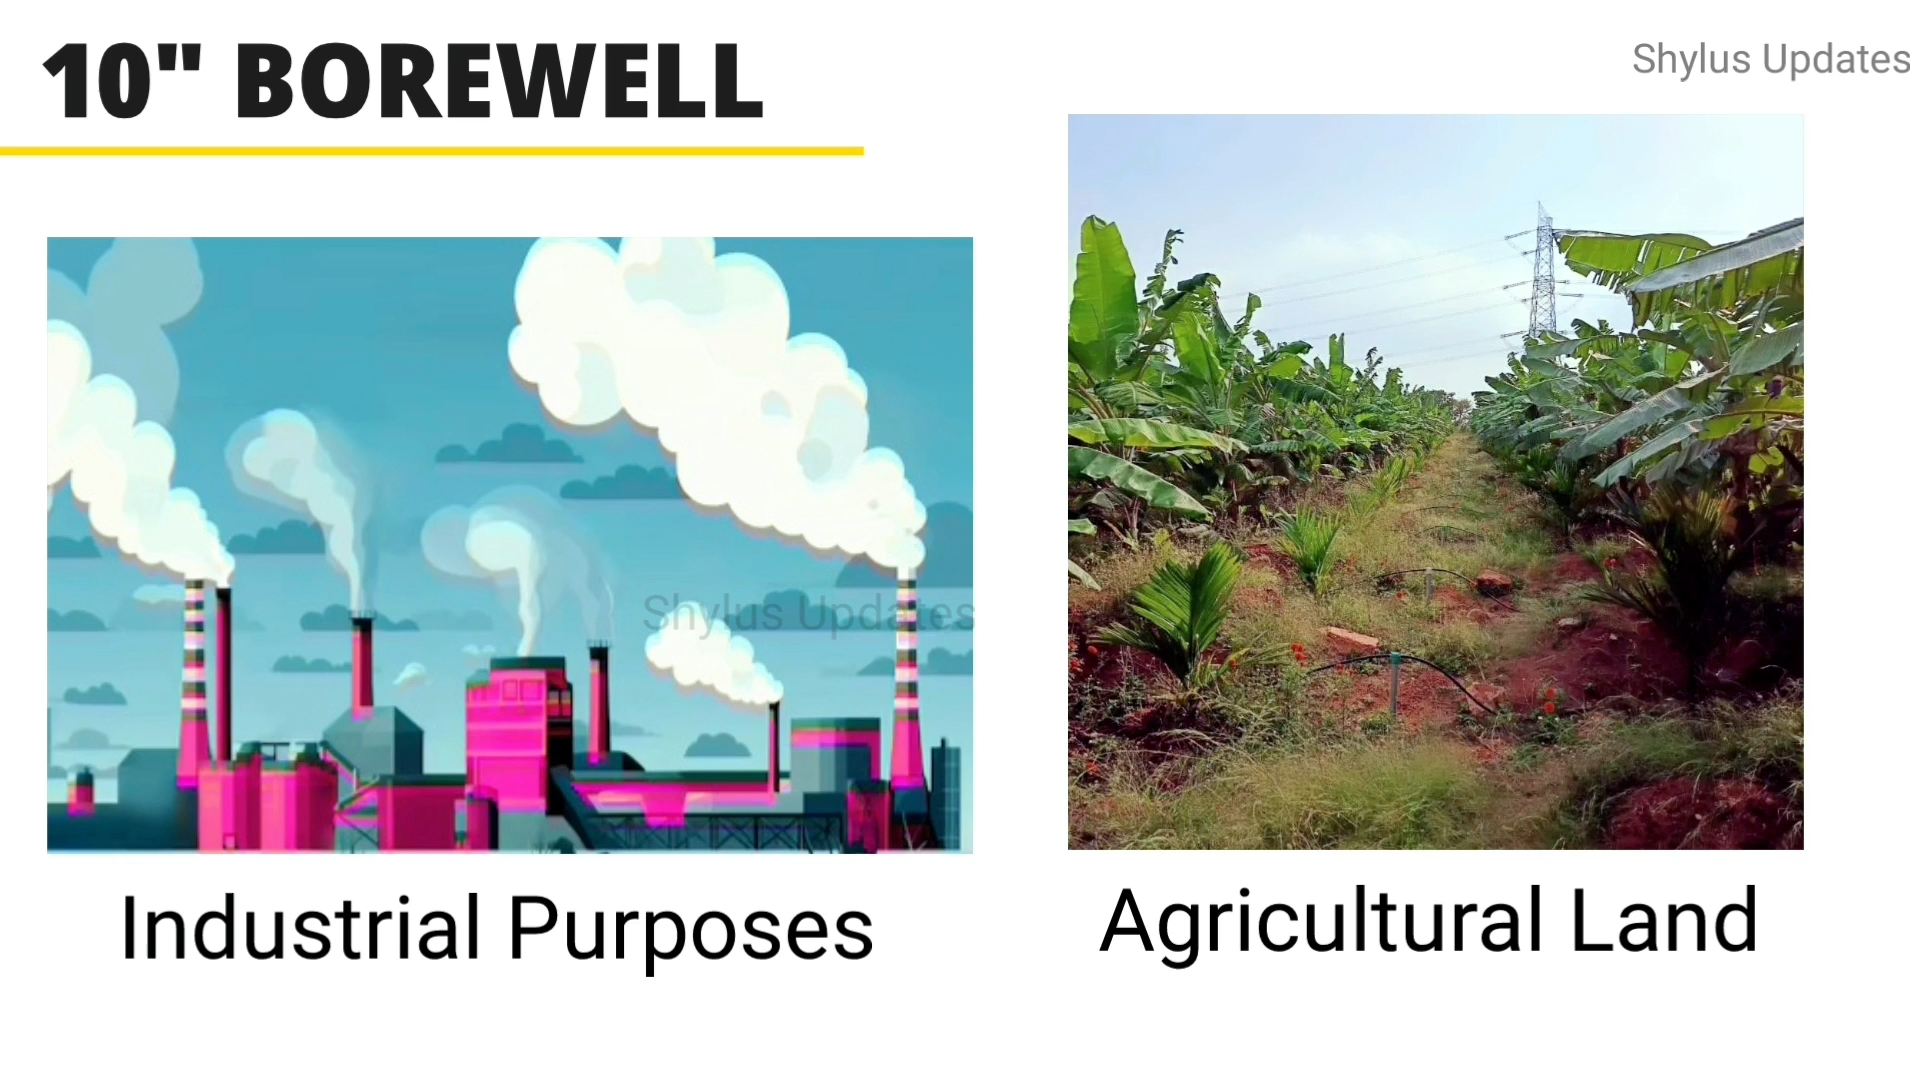 10" BOREWELL
Shylus Updates
Shylus Updates
Industrial Purposes
Agricultural Land